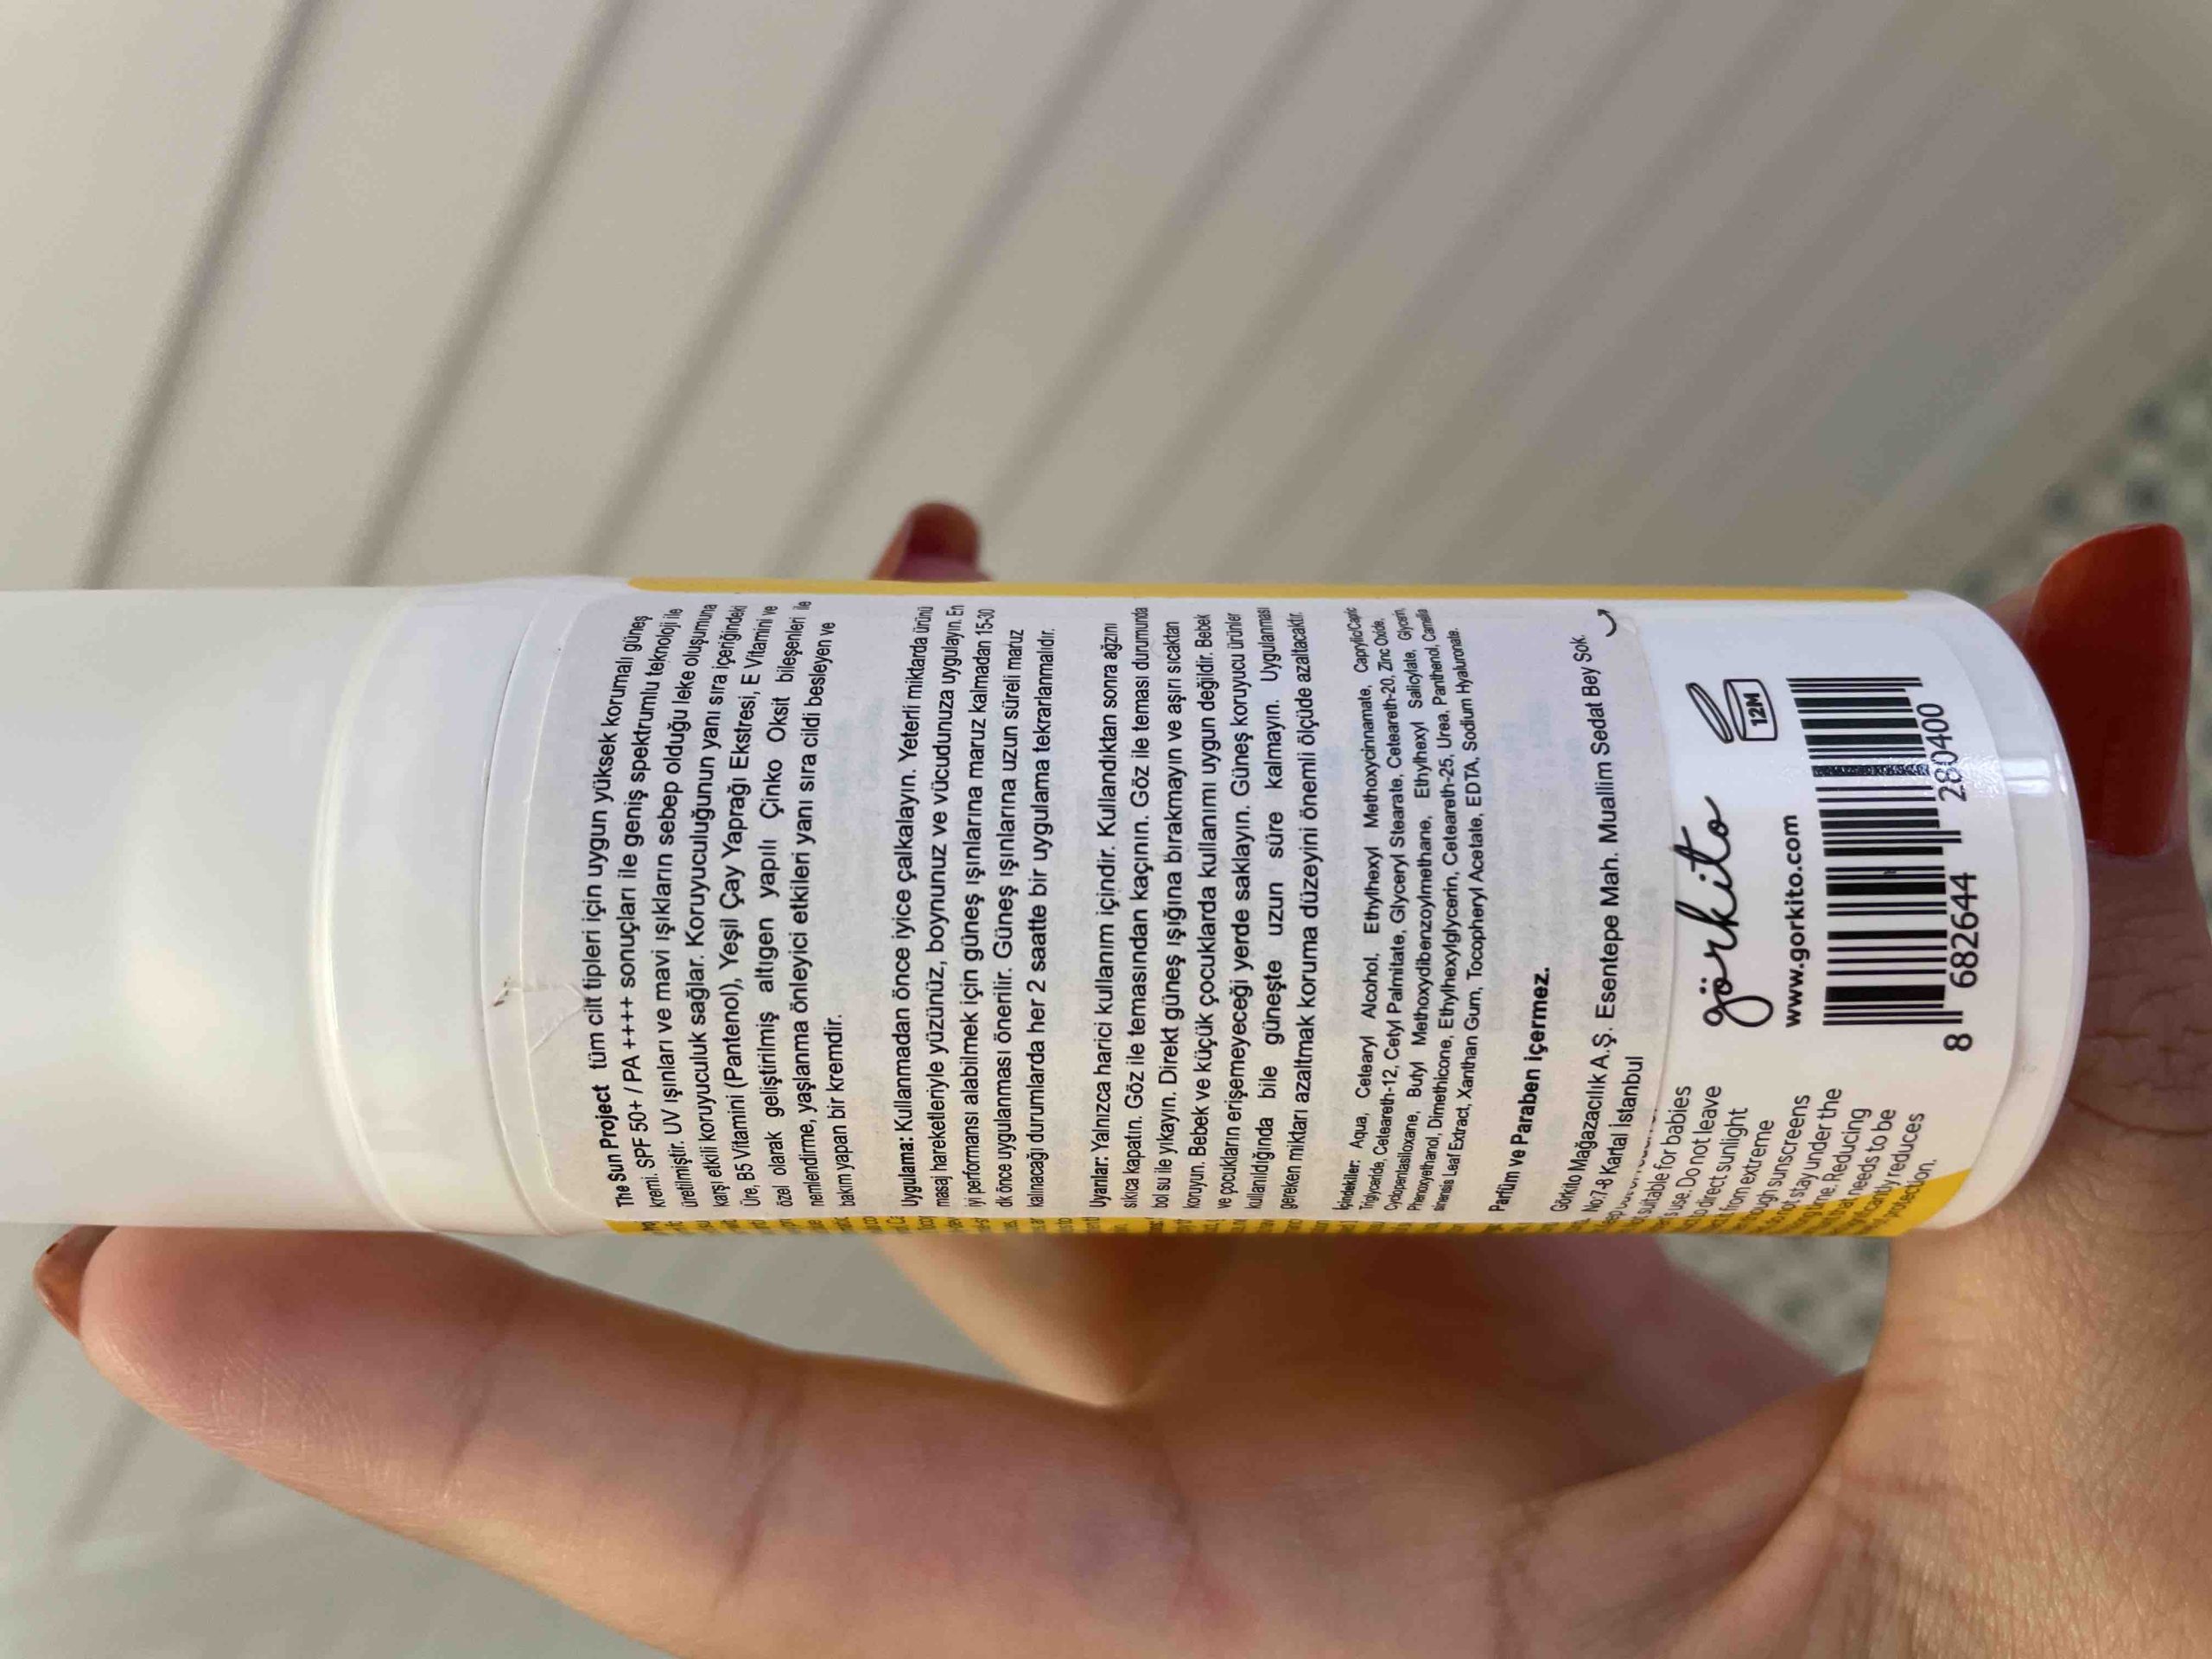 The Sun Project tüm cilt tipleri için uygun yüksek korumalı güneş
kremi. SPF 50+ / PA ++++ sonuçları ile geniş spektrumlu teknoloji ile
üretilmiştir. UV ışınları ve mavi ışıkların sebep olduğu leke oluşumuna
karşı etkili koruyuculuk sağlar. Koruyuculuğunun yanı sıra içeriğindeki
Üre, B5 Vitamini (Pantenol), Yeşil Çay Yaprağı Ekstresi, E Vitamini ve
özel olarak geliştirilmiş altıgen yapılı Çinko Oksit bileşenleri ile
nemlendirme, yaşlanma önleyici etkileri yanı sıra cildi besleyen ve
bakım yapan bir kremdir.
Uygulama: Kullanmadan önce iyice çalkalayın. Yeterli miktarda ürünü
masaj hareketleriyle yüzünüz, boynunuz ve vücudunuza uygulayın. En
iyi performansı alabilmek için güneş ışınlarına maruz kalmadan 15-30
dk önce uygulanması önerilir. Güneş ışınlarına uzun süreli maruz
kalınacağı durumlarda her 2 saatte bir uygulama tekrarlanmalıdır.
Uyarılar: Yalnızca harici kullanım içindir. Kullandıktan sonra ağzını
sıkıca kapatın. Göz ile temasından kaçının. Göz ile teması durumunda
bol su ile yıkayın. Direkt güneş ışığına bırakmayın ve aşırı sıcaktan
koruyun. Bebek ve küçük çocuklarda kullanımı uygun değildir. Bebek
ve çocukların erişemeyeceği yerde saklayın. Güneş koruyucu ürünler
kullanıldığında bile güneşte uzun süre kalmayın. Uygulanması
gereken miktarı azaltmak koruma düzeyini önemli ölçüde azaltacaktır.
İçindekiler: Aqua, Cetearyl Alcohol, Ethylhexyl Methoxycinnamate, Caprylic/Capric
Triglyceride, Ceteareth-12, Cetyl Palmitate, Glyceryl Stearate, Ceteareth-20, Zinc Oxide,
Cyclopentasiloxane, Butyl Methoxydibenzoylmethane, Ethylhexyl Salicylate, Glycerin,
Phenoxyethanol, Dimethicone, Ethylhexylglycerin, Ceteareth-25, Urea, Panthenol, Camellia
sinensis Leaf Extract, Xanthan Gum, Tocopheryl Acetate, EDTA, Sodium Hyaluronate.
Parfüm ve Paraben içermez.
Görkito Mağazacılık A.Ş. Esentepe Mah. Muallim Sedat Bey Sok.
No:7-8 Kartal İstanbul
suitable for babies
use. Do not leave
direct sunlight
from extreme
sunscreens
not stay under the
Reducing
needs to be
reduces
protection.
görkito
12M
www.gorkito.com
8 682644 280400